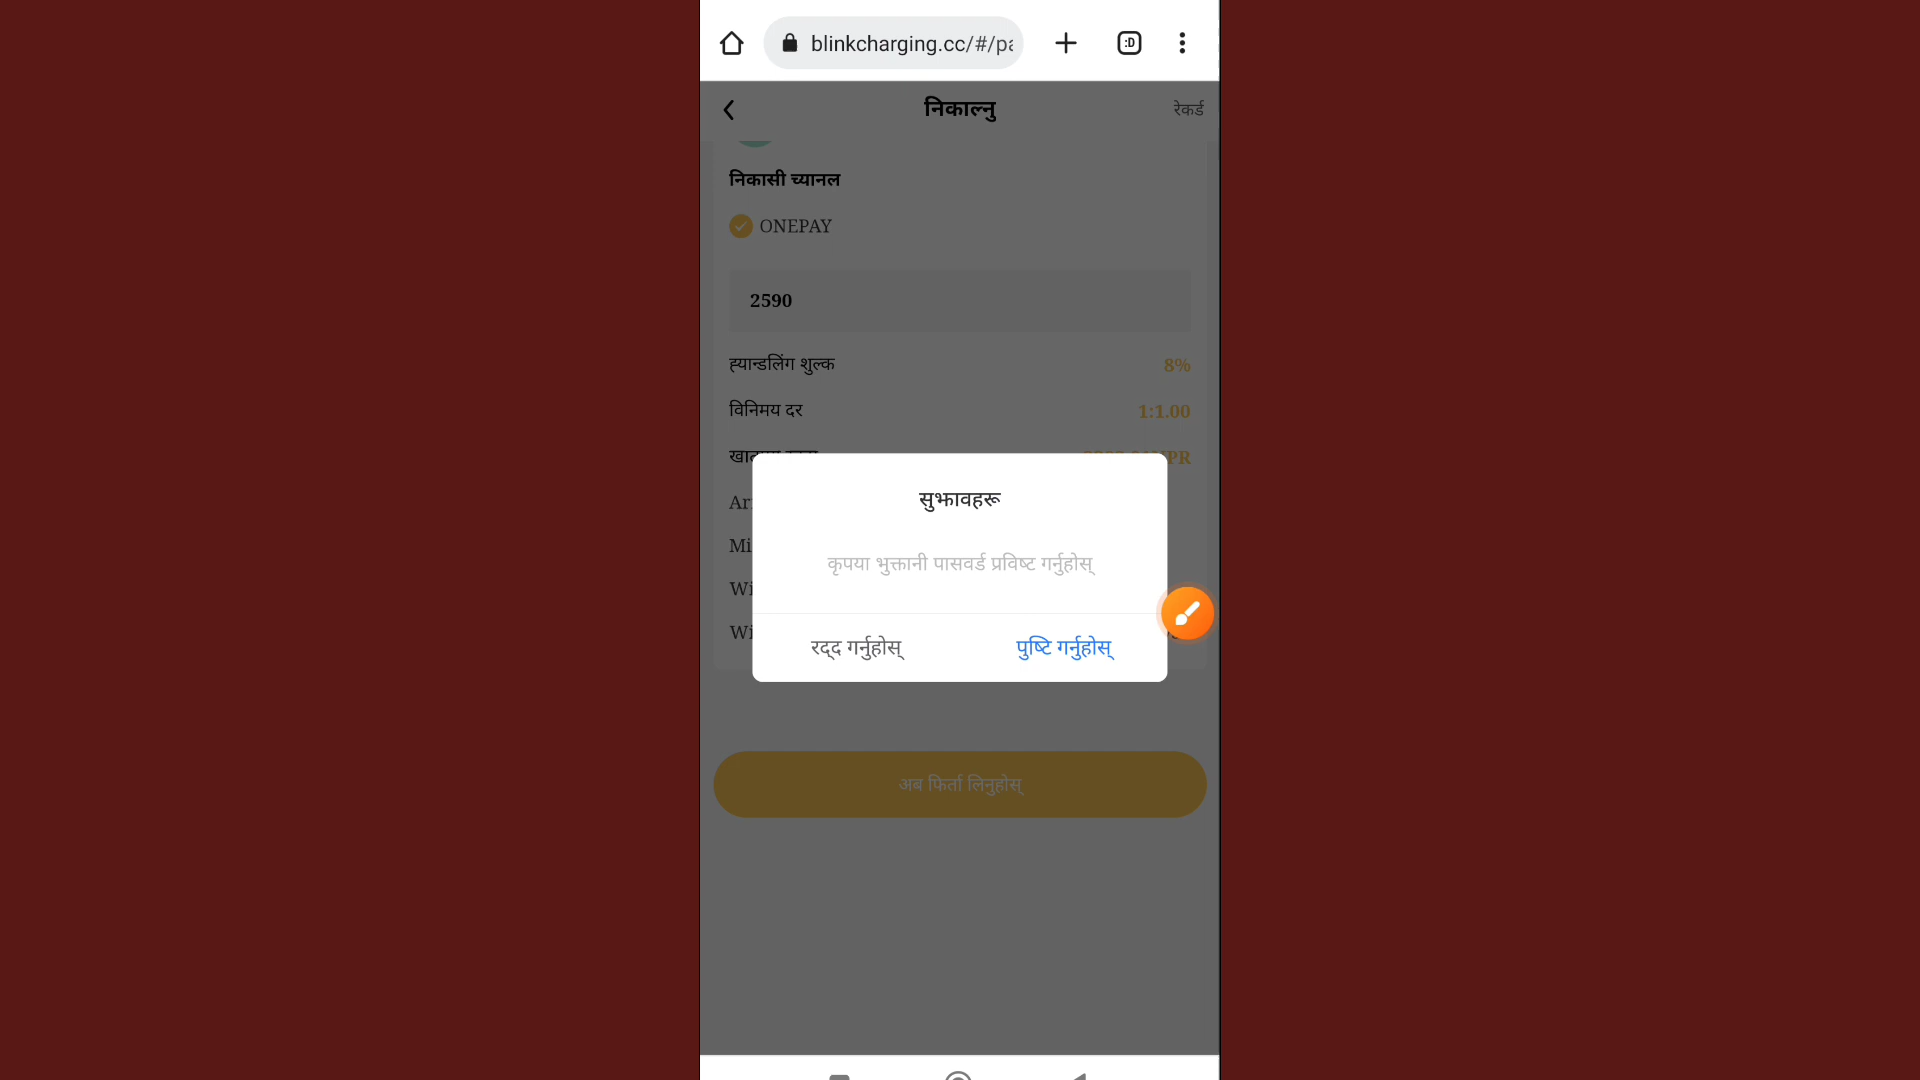 blinkcharging.cc/#/pa
:D
निकाल्नु
रेकर्ड
निकासी च्यानल
ONEPAY
2590
ह्यान्डलिंग शुल्क
8%
विनिमय दर
1:1.00
सुझावहरू
कृपया भुक्तानी पासवर्ड प्रविष्ट गर्नुहोस्
रद्द गर्नुहोस्
पुष्टि गर्नुहोस्
अब फिर्ता लिनुहोस्